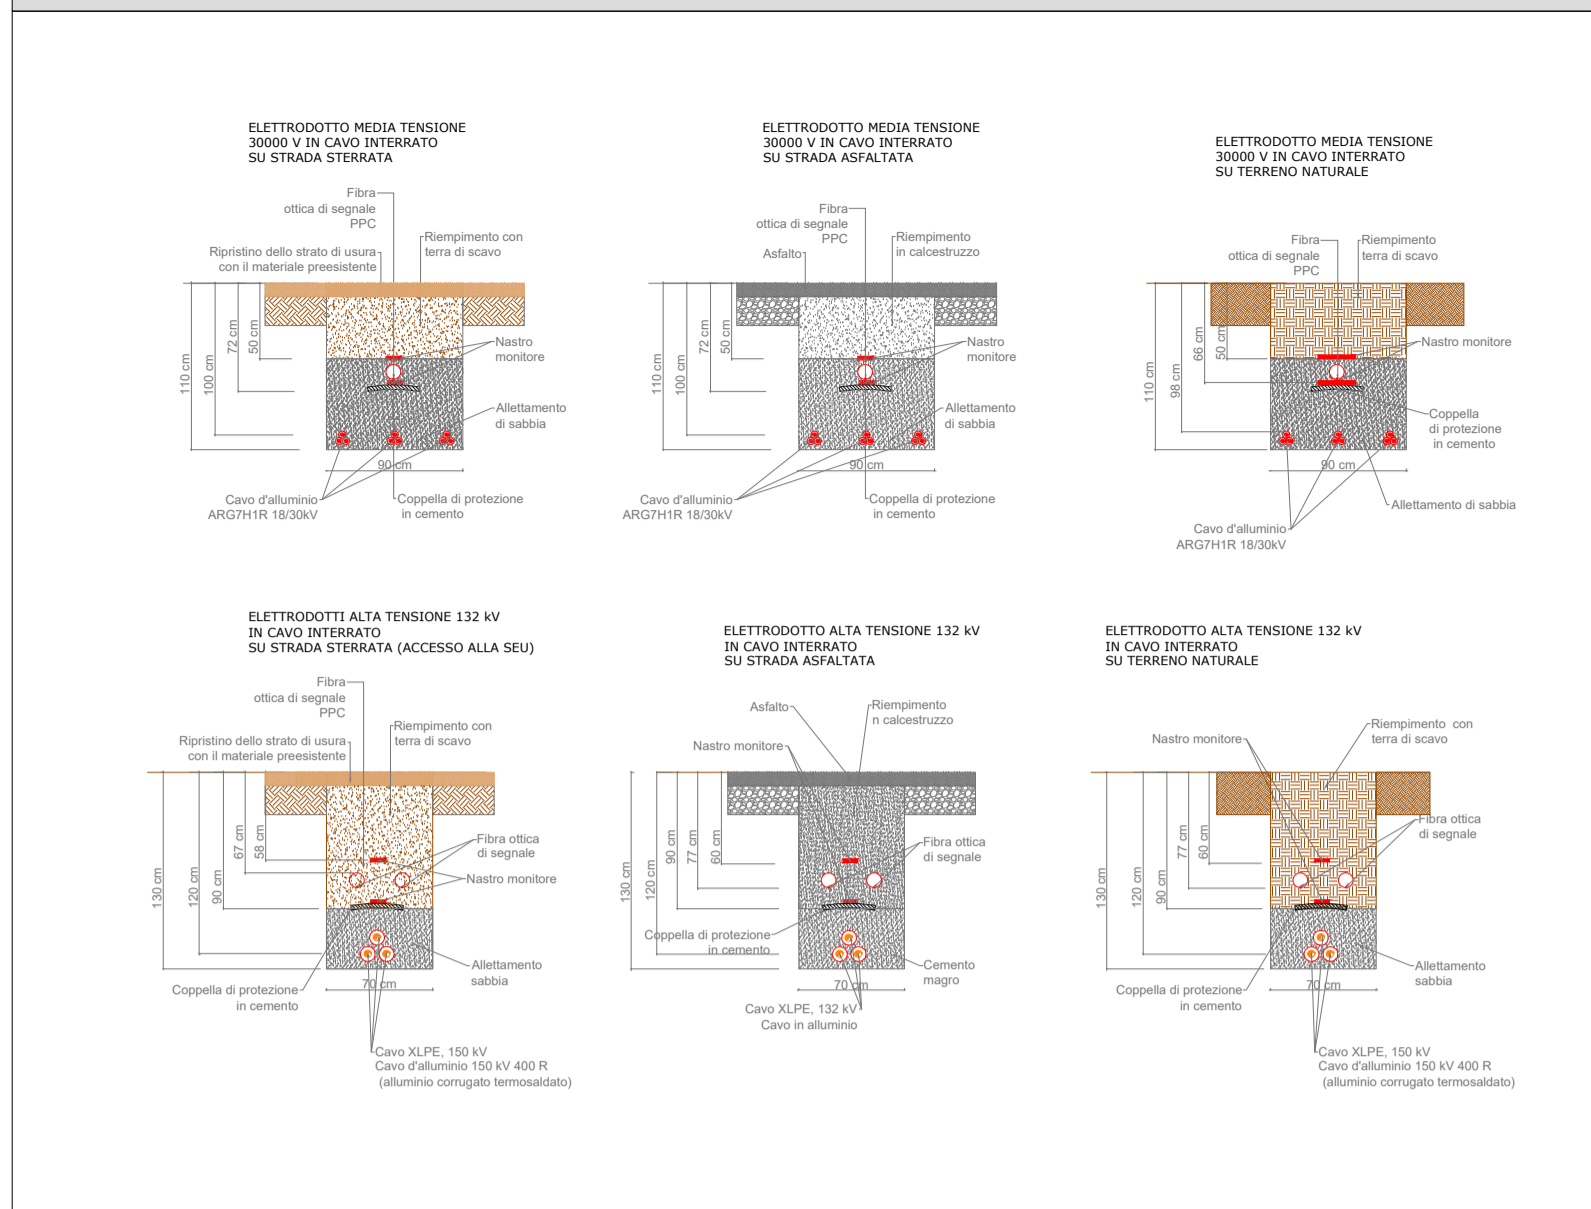 ELETTRODOTTO MEDIA TENSIONE
30000 V IN CAVO INTERRATO
SU STRADA STERRATA
Fibra
ottica di segnale
PPC
Ripristino dello strato di usura
con il materiale preesistente
Riempimento con
terra di scavo
110 cm
100 cm
72 cm
50 cm
Nastro
monitore
Allettamento
di sabbia
90 cm
Cavo d'alluminio
ARG7H1R 18/30kV
Coppella di protezione
in cemento
ELETTRODOTTO MEDIA TENSIONE
30000 V IN CAVO INTERRATO
SU STRADA ASFALTATA
Fibra
ottica di segnale
PPC
Asfalto
Riempimento
in calcestruzzo
110 cm
100 cm
72 cm
50 cm
Nastro
monitore
Allettamento
di sabbia
90 cm
Cavo d'alluminio
ARG7H1R 18/30kV
Coppella di protezione
in cemento
ELETTRODOTTO MEDIA TENSIONE
30000 V IN CAVO INTERRATO
SU TERRENO NATURALE
Fibra
ottica di segnale
PPC
Riempimento
terra di scavo
110 cm
98 cm
66 cm
50 cm
Nastro monitore
Coppella
di protezione
in cemento
90 cm
Allettamento di sabbia
Cavo d'alluminio
ARG7H1R 18/30kV
ELETTRODOTTI ALTA TENSIONE 132 kV
IN CAVO INTERRATO
SU STRADA STERRATA (ACCESSO ALLA SEU)
Fibra
ottica di segnale
PPC
Ripristino dello strato di usura
con il materiale preesistente
Riempimento con
terra di scavo
130 cm
120 cm
90 cm
67 cm
58 cm
Fibra ottica
di segnale
Nastro monitore
Allettamento
sabbia
70 cm
Coppella di protezione
in cemento
Cavo XLPE, 150 kV
Cavo d'alluminio 150 kV 400 R
(alluminio corrugato termosaldato)
ELETTRODOTTO ALTA TENSIONE 132 kV
IN CAVO INTERRATO
SU STRADA ASFALTATA
Asfalto
Riempimento
n calcestruzzo
Nastro monitore
130 cm
120 cm
90 cm
77 cm
60 cm
Fibra ottica
di segnale
Coppella di protezione
in cemento
Cemento
magro
70 cm
Cavo XLPE, 132 kV
Cavo in alluminio
ELETTRODOTTO ALTA TENSIONE 132 kV
IN CAVO INTERRATO
SU TERRENO NATURALE
Nastro monitore
Riempimento con
terra di scavo
130 cm
120 cm
90 cm
77 cm
60 cm
Fibra ottica
di segnale
Allettamento
sabbia
70 cm
Coppella di protezione
in cemento
Cavo XLPE, 150 kV
Cavo d'alluminio 150 kV 400 R
(alluminio corrugato termosaldato)